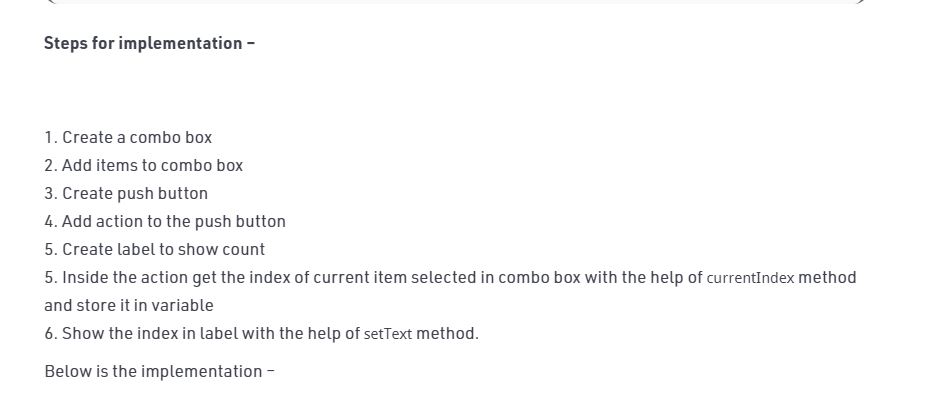 Steps for implementation –
1. Create a combo box
2. Add items to combo box
3. Create push button
4. Add action to the push button
5. Create label to show count
5. Inside the action get the index of current item selected in combo box with the help of currentIndex method
and store it in variable
6. Show the index in label with the help of setText method.
Below is the implementation –